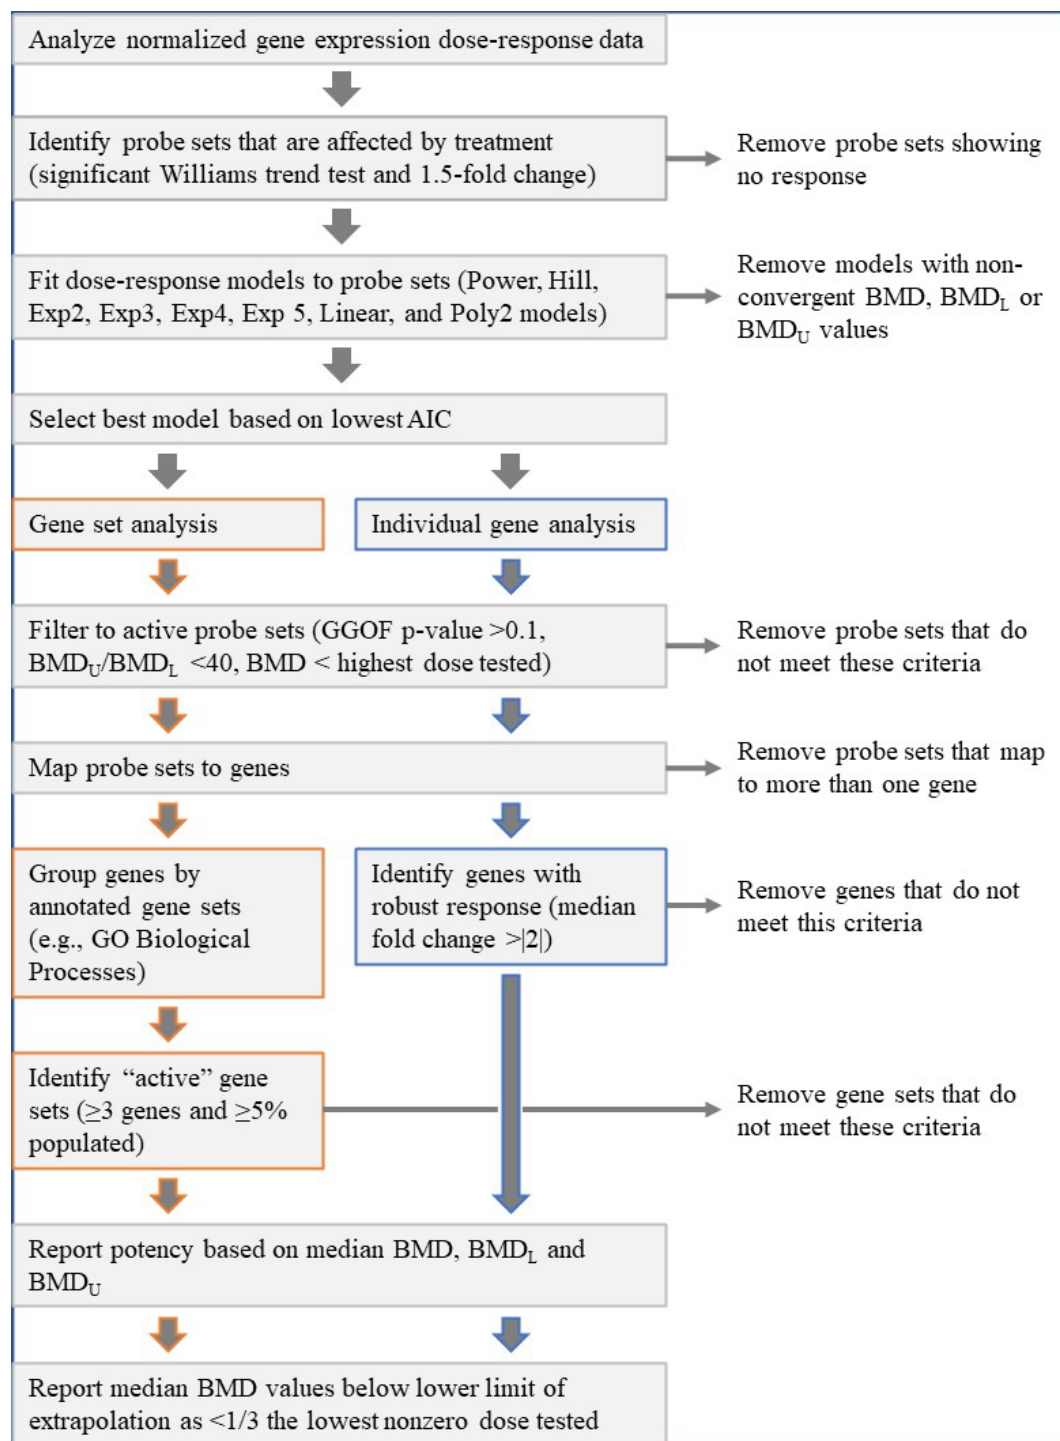 Analyze normalized gene expression dose-response data
Identify probe sets that are affected by treatment
(significant Williams trend test and 1.5-fold change)
Remove probe sets showing
no response
Fit dose-response models to probe sets (Power, Hill,
Exp2, Exp3, Exp4, Exp 5, Linear, and Poly2 models)
Remove models with non-
convergent BMD, BMD_L or
BMD_U values
Select best model based on lowest AIC
Gene set analysis
Individual gene analysis
Filter to active probe sets (GGOF p-value >0.1,
BMD_U/BMD_L <40, BMD < highest dose tested)
Remove probe sets that do
not meet these criteria
Map probe sets to genes
Remove probe sets that map
to more than one gene
Group genes by
annotated gene sets
(e.g., GO Biological
Processes)
Identify genes with
robust response (median
fold change >|2|)
Remove genes that do not
meet this criteria
Identify “active” gene
sets (≥3 genes and ≥5%
populated)
Remove gene sets that do
not meet these criteria
Report potency based on median BMD, BMD_L and
BMD_U
Report median BMD values below lower limit of
extrapolation as <1/3 the lowest nonzero dose tested